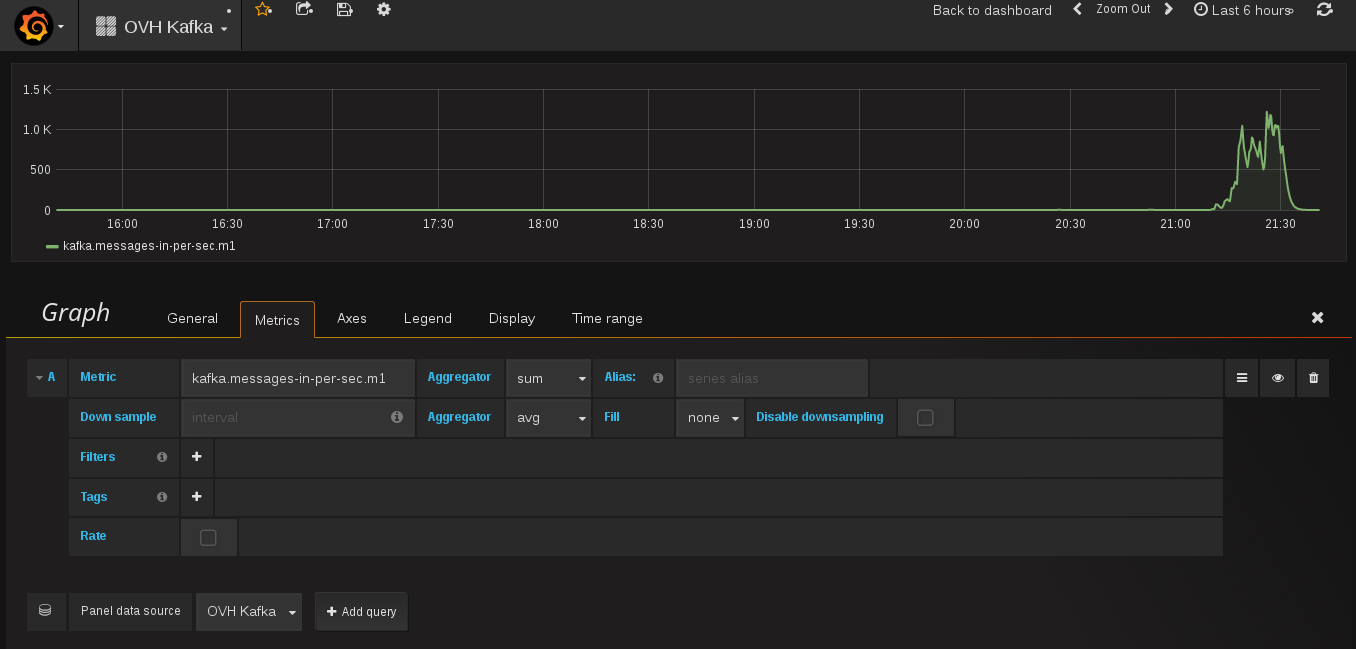 OVH Kafka
Back to dashboard Zoom Out Last 6 hours
1.5 K
1.0 K
500
0
16:00 16:30 17:00 17:30 18:00 18:30 19:00 19:30 20:00 20:30 21:00 21:30
kafka.messages-in-per-sec.m1
Graph General Metrics Axes Legend Display Time range
A Metric kafka.messages-in-per-sec.m1 Aggregator sum Alias: series alias
Down sample interval Aggregator avg Fill none Disable downsampling
Filters
Tags
Rate
Panel data source OVH Kafka Add query